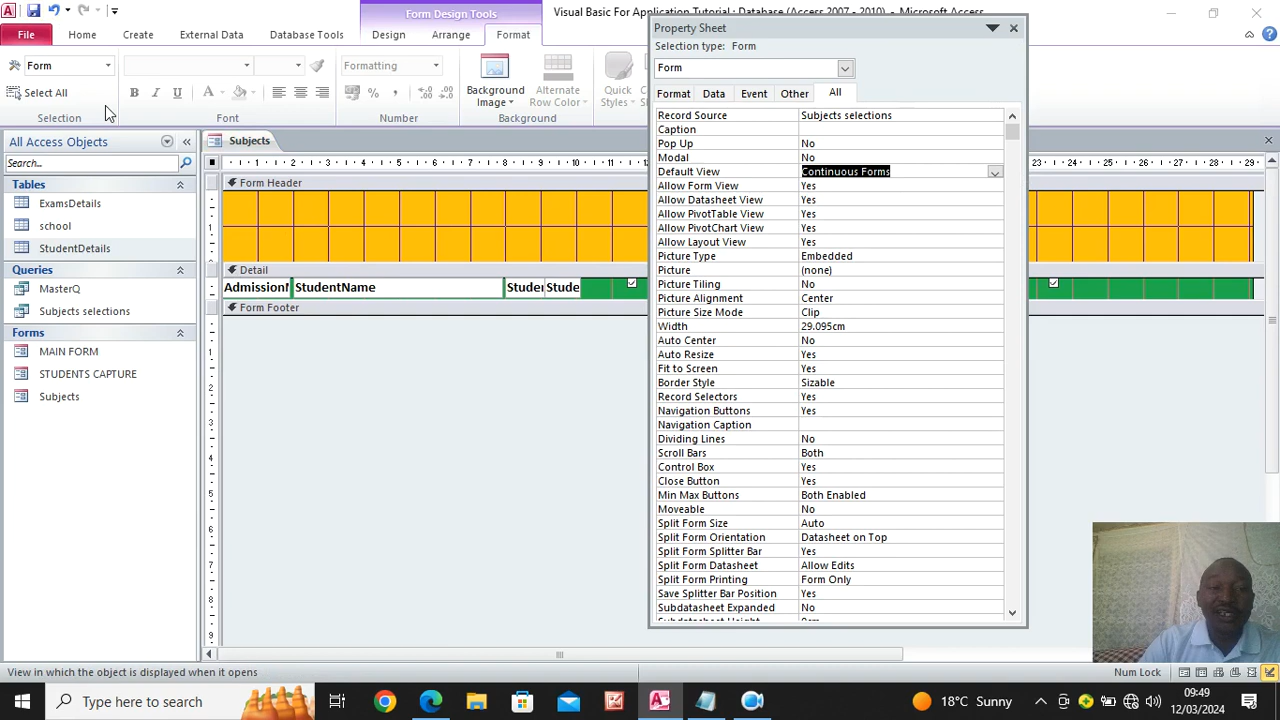 Form Design Tools
Visual Basic For Application Tutorial : Database (Access 2007 - 2010) - Microsoft Access
File Home Create External Data Database Tools Design Arrange Format
Form
Select All
Selection
Font
Formatting
Number
Background Image
Alternate Row Color
Background
Quick Styles
All Access Objects
Search...
Tables
ExamsDetails
school
StudentDetails
Queries
MasterQ
Subjects selections
Forms
MAIN FORM
STUDENTS CAPTURE
Subjects
Subjects
Form Header
Detail
AdmissionN StudentName Studen Stude
Form Footer
Property Sheet
Selection type: Form
Form
Format Data Event Other All
Record Source Subjects selections
Caption
Pop Up No
Modal No
Default View Continuous Forms
Allow Form View Yes
Allow Datasheet View Yes
Allow PivotTable View Yes
Allow PivotChart View Yes
Allow Layout View Yes
Picture Type Embedded
Picture (none)
Picture Tiling No
Picture Alignment Center
Picture Size Mode Clip
Width 29.095cm
Auto Center No
Auto Resize Yes
Fit to Screen Yes
Border Style Sizable
Record Selectors Yes
Navigation Buttons Yes
Navigation Caption
Dividing Lines No
Scroll Bars Both
Control Box Yes
Close Button Yes
Min Max Buttons Both Enabled
Moveable No
Split Form Size Auto
Split Form Orientation Datasheet on Top
Split Form Splitter Bar Yes
Split Form Datasheet Allow Edits
Split Form Printing Form Only
Save Splitter Bar Position Yes
Subdatasheet Expanded No
Subdatasheet Height 0cm
View in which the object is displayed when it opens
Num Lock
Type here to search
18°C Sunny
09:49
12/03/2024